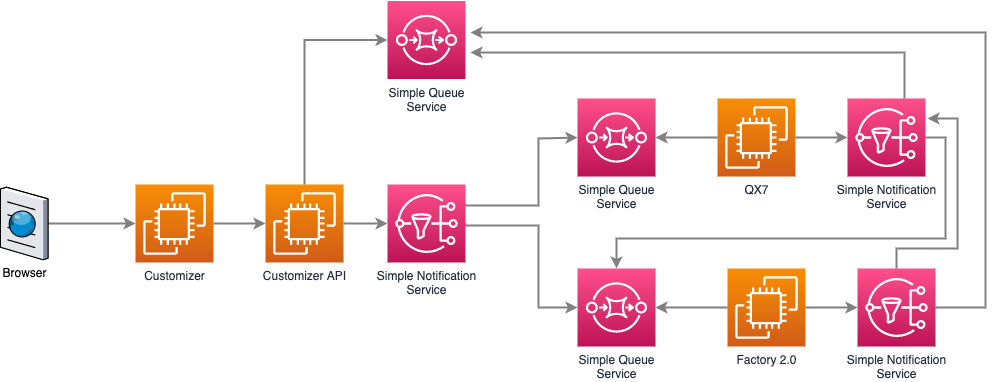 Simple Queue
Service
Simple Queue
Service
QX7
Simple Notification
Service
Browser
Customizer
Customizer API
Simple Notification
Service
Simple Queue
Service
Factory 2.0
Simple Notification
Service